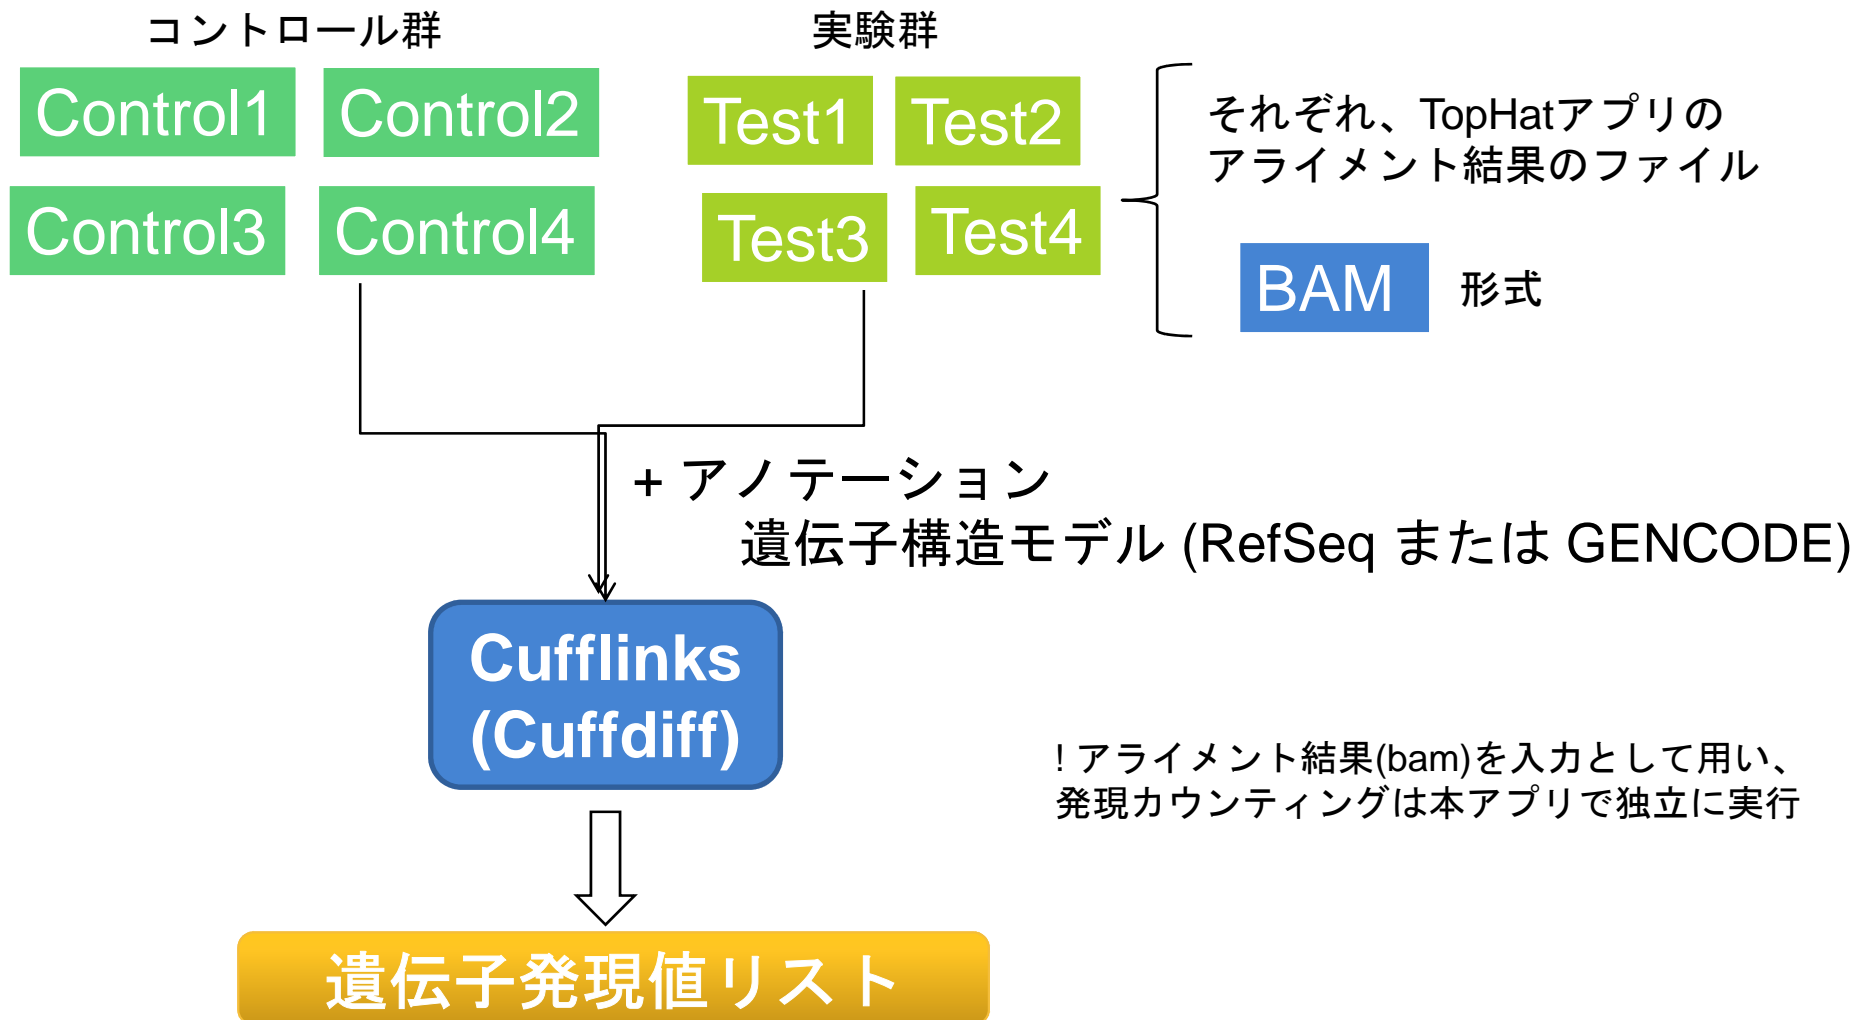 コントロール群
実験群
Control1
Control2
Test1
Test2
Control3
Control4
Test3
Test4
それぞれ、TopHatアプリの
アライメント結果のファイル
BAM
形式
+ アノテーション
遺伝子構造モデル (RefSeq または GENCODE)
Cufflinks
(Cuffdiff)
! アライメント結果(bam)を入力として用い、
発現カウンティングは本アプリで独立に実行
遺伝子発現値リスト